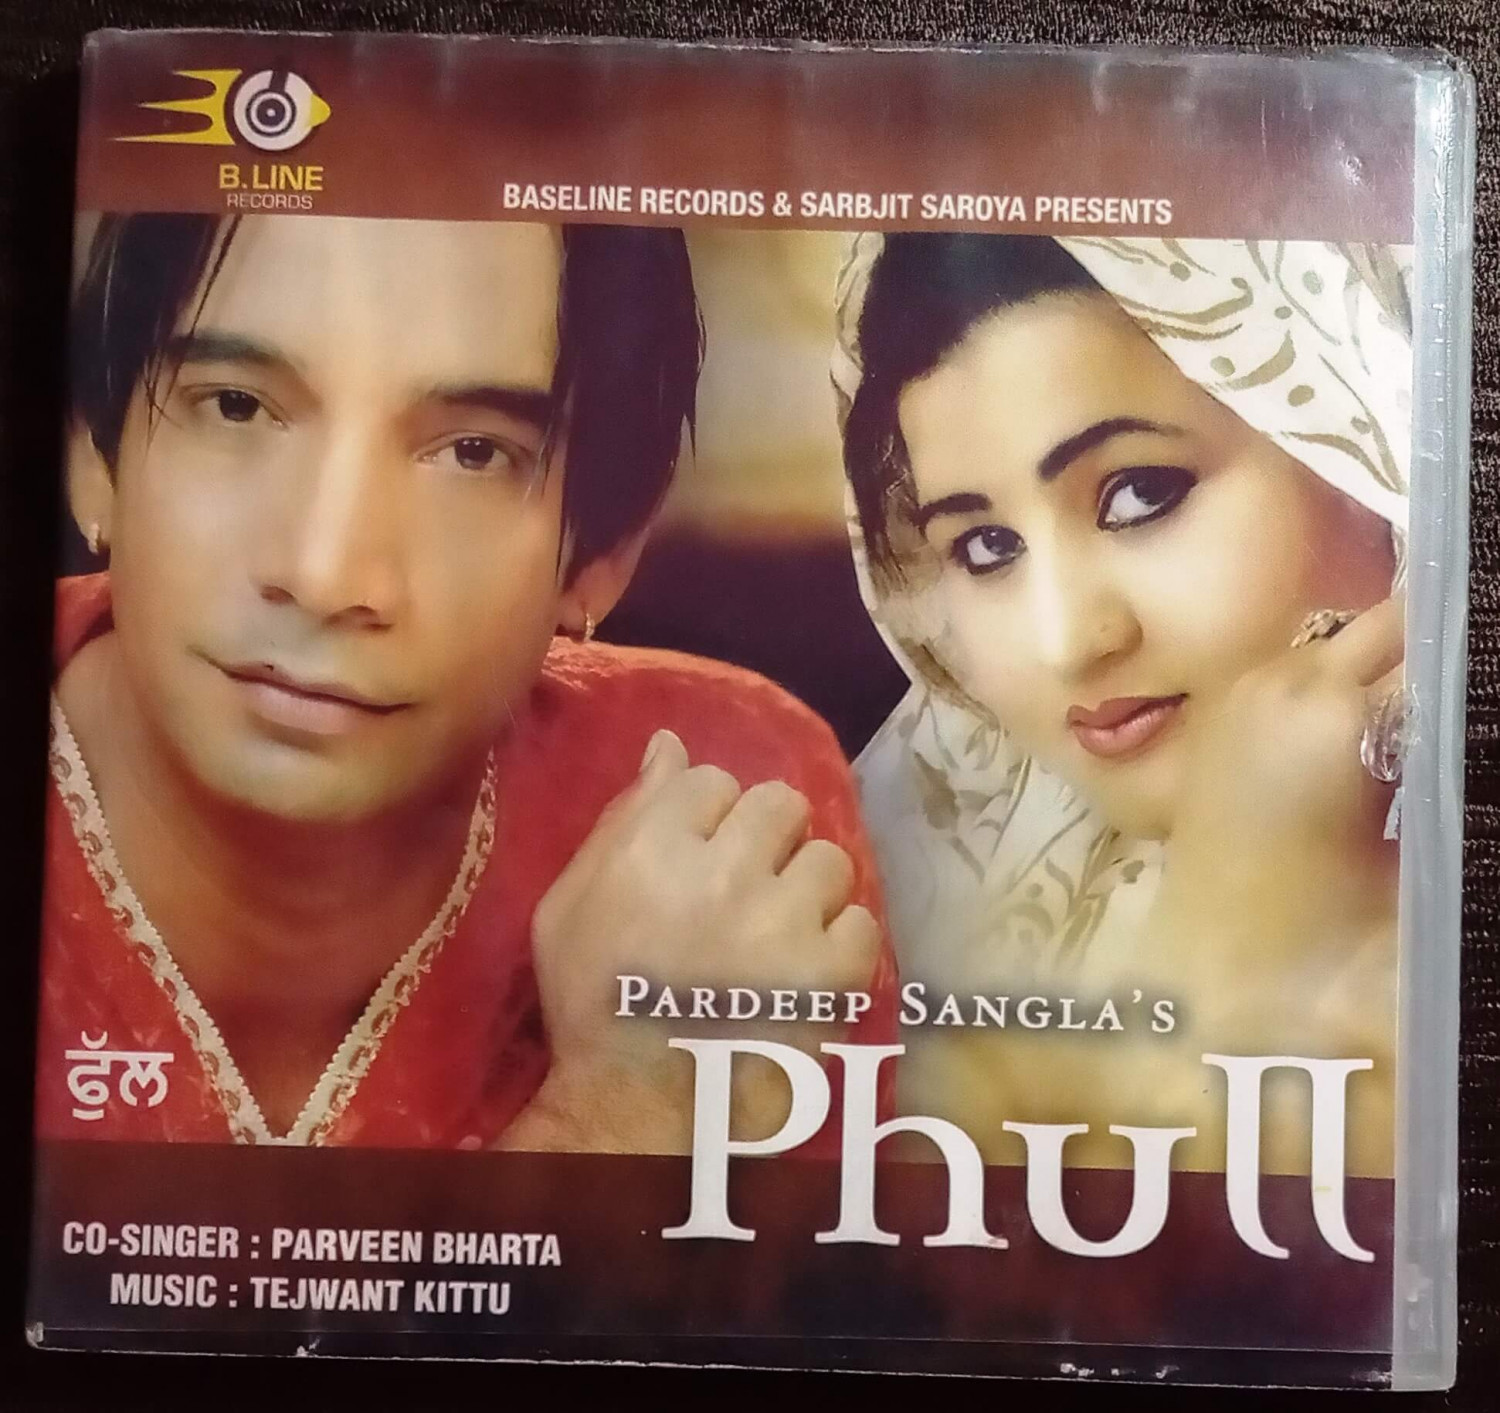 B.LINE
RECORDS
BASELINE RECORDS & SARBJIT SAROYA PRESENTS
PARDEEP SANGLA'S
Phull
ਫੁੱਲ
CO-SINGER : PARVEEN BHARTA
MUSIC : TEJWANT KITTU